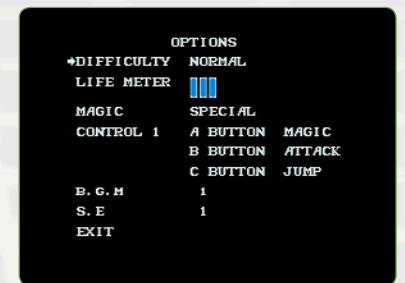 OPTIONS
➔DIFFICULTY NORMAL
LIFE METER
MAGIC SPECIAL
CONTROL 1 A BUTTON MAGIC
B BUTTON ATTACK
C BUTTON JUMP
B.G.M 1
S.E 1
EXIT